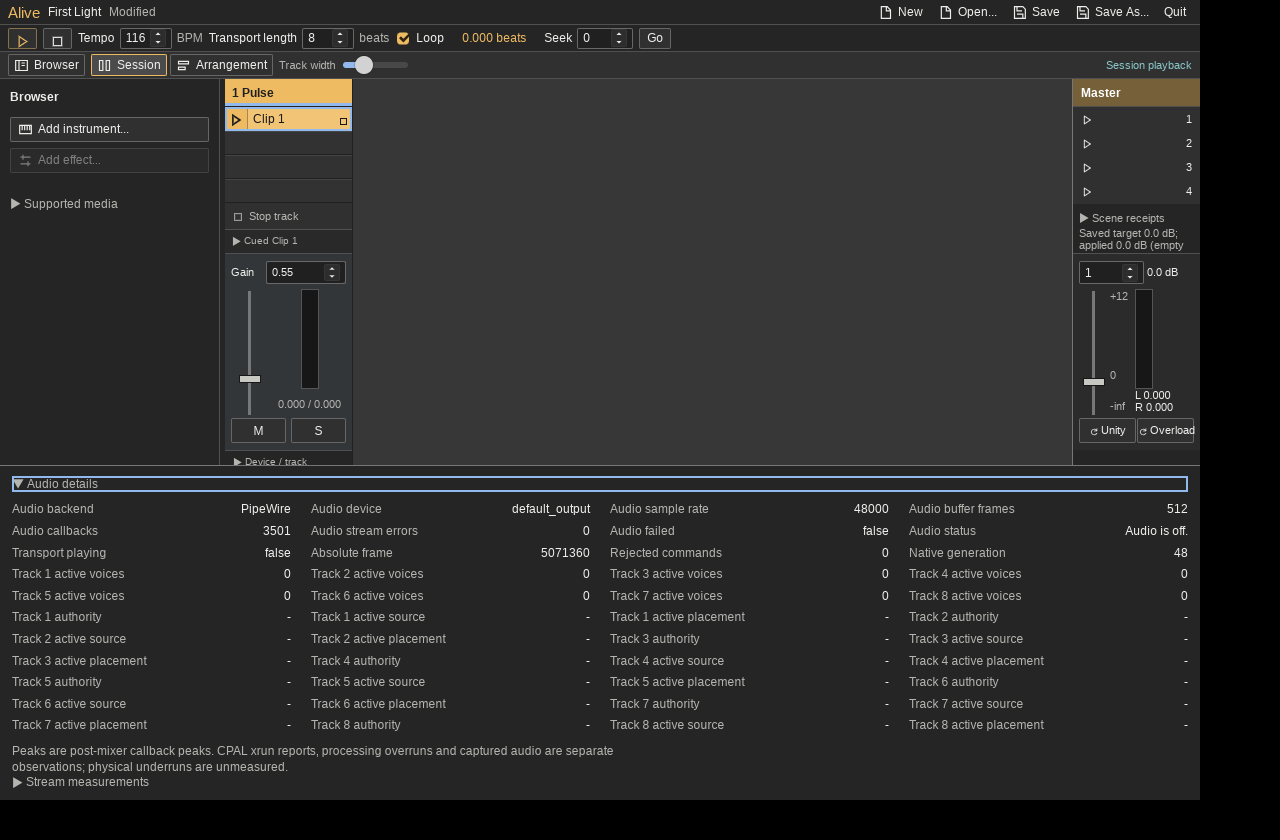 Alive First Light Modified New Open... Save Save As... Quit
Tempo 116 BPM Transport length 8 beats Loop 0.000 beats Seek 0 Go
Browser Session Arrangement Track width Session playback
Browser
Add instrument...
Add effect...
Supported media
1 Pulse
Clip 1
Stop track
Cued Clip 1
Gain 0.55
0.000 / 0.000
M S
Device / track
Master
1
2
3
4
Scene receipts
Saved target 0.0 dB;
applied 0.0 dB (empty
1 0.0 dB
+12
0
-inf
L 0.000
R 0.000
Unity Overload
Audio details
Audio backend PipeWire Audio device default_output Audio sample rate 48000 Audio buffer frames 512
Audio callbacks 3501 Audio stream errors 0 Audio failed false Audio status Audio is off.
Transport playing false Absolute frame 5071360 Rejected commands 0 Native generation 48
Track 1 active voices 0 Track 2 active voices 0 Track 3 active voices 0 Track 4 active voices 0
Track 5 active voices 0 Track 6 active voices 0 Track 7 active voices 0 Track 8 active voices 0
Track 1 authority - Track 1 active source - Track 1 active placement - Track 2 authority -
Track 2 active source - Track 2 active placement - Track 3 authority - Track 3 active source -
Track 3 active placement - Track 4 authority - Track 4 active source - Track 4 active placement -
Track 5 authority - Track 5 active source - Track 5 active placement - Track 6 authority -
Track 6 active source - Track 6 active placement - Track 7 authority - Track 7 active source -
Track 7 active placement - Track 8 authority - Track 8 active source - Track 8 active placement -
Peaks are post-mixer callback peaks. CPAL xrun reports, processing overruns and captured audio are separate
observations; physical underruns are unmeasured.
Stream measurements